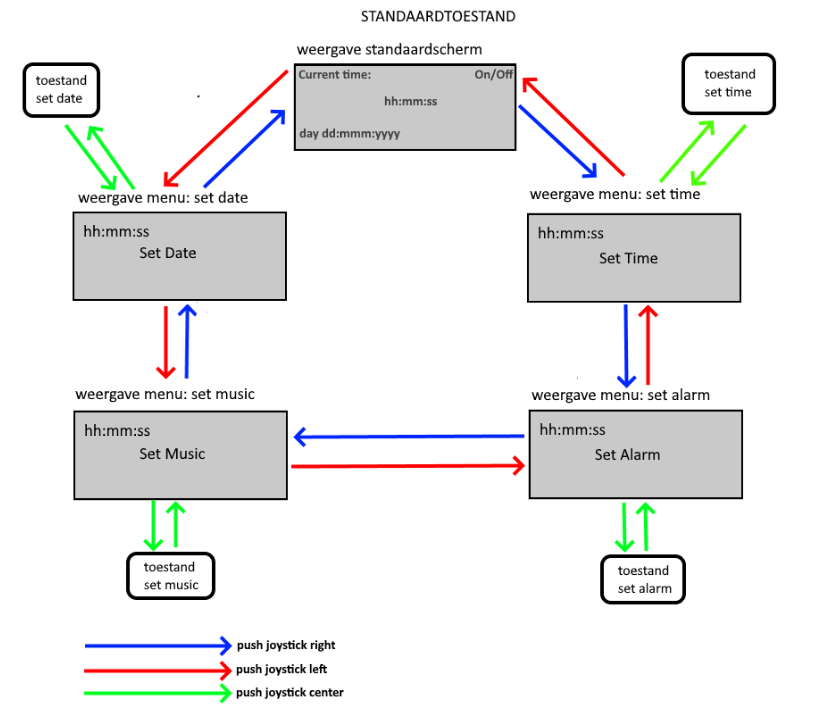 STANDAARDTOESTAND
weergave standaardscherm
Current time: On/Off
hh:mm:ss
day dd:mmm:yyyy
toestand
set date
toestand
set time
weergave menu: set date
hh:mm:ss
Set Date
weergave menu: set time
hh:mm:ss
Set Time
weergave menu: set music
hh:mm:ss
Set Music
weergave menu: set alarm
hh:mm:ss
Set Alarm
toestand
set music
toestand
set alarm
push joystick right
push joystick left
push joystick center